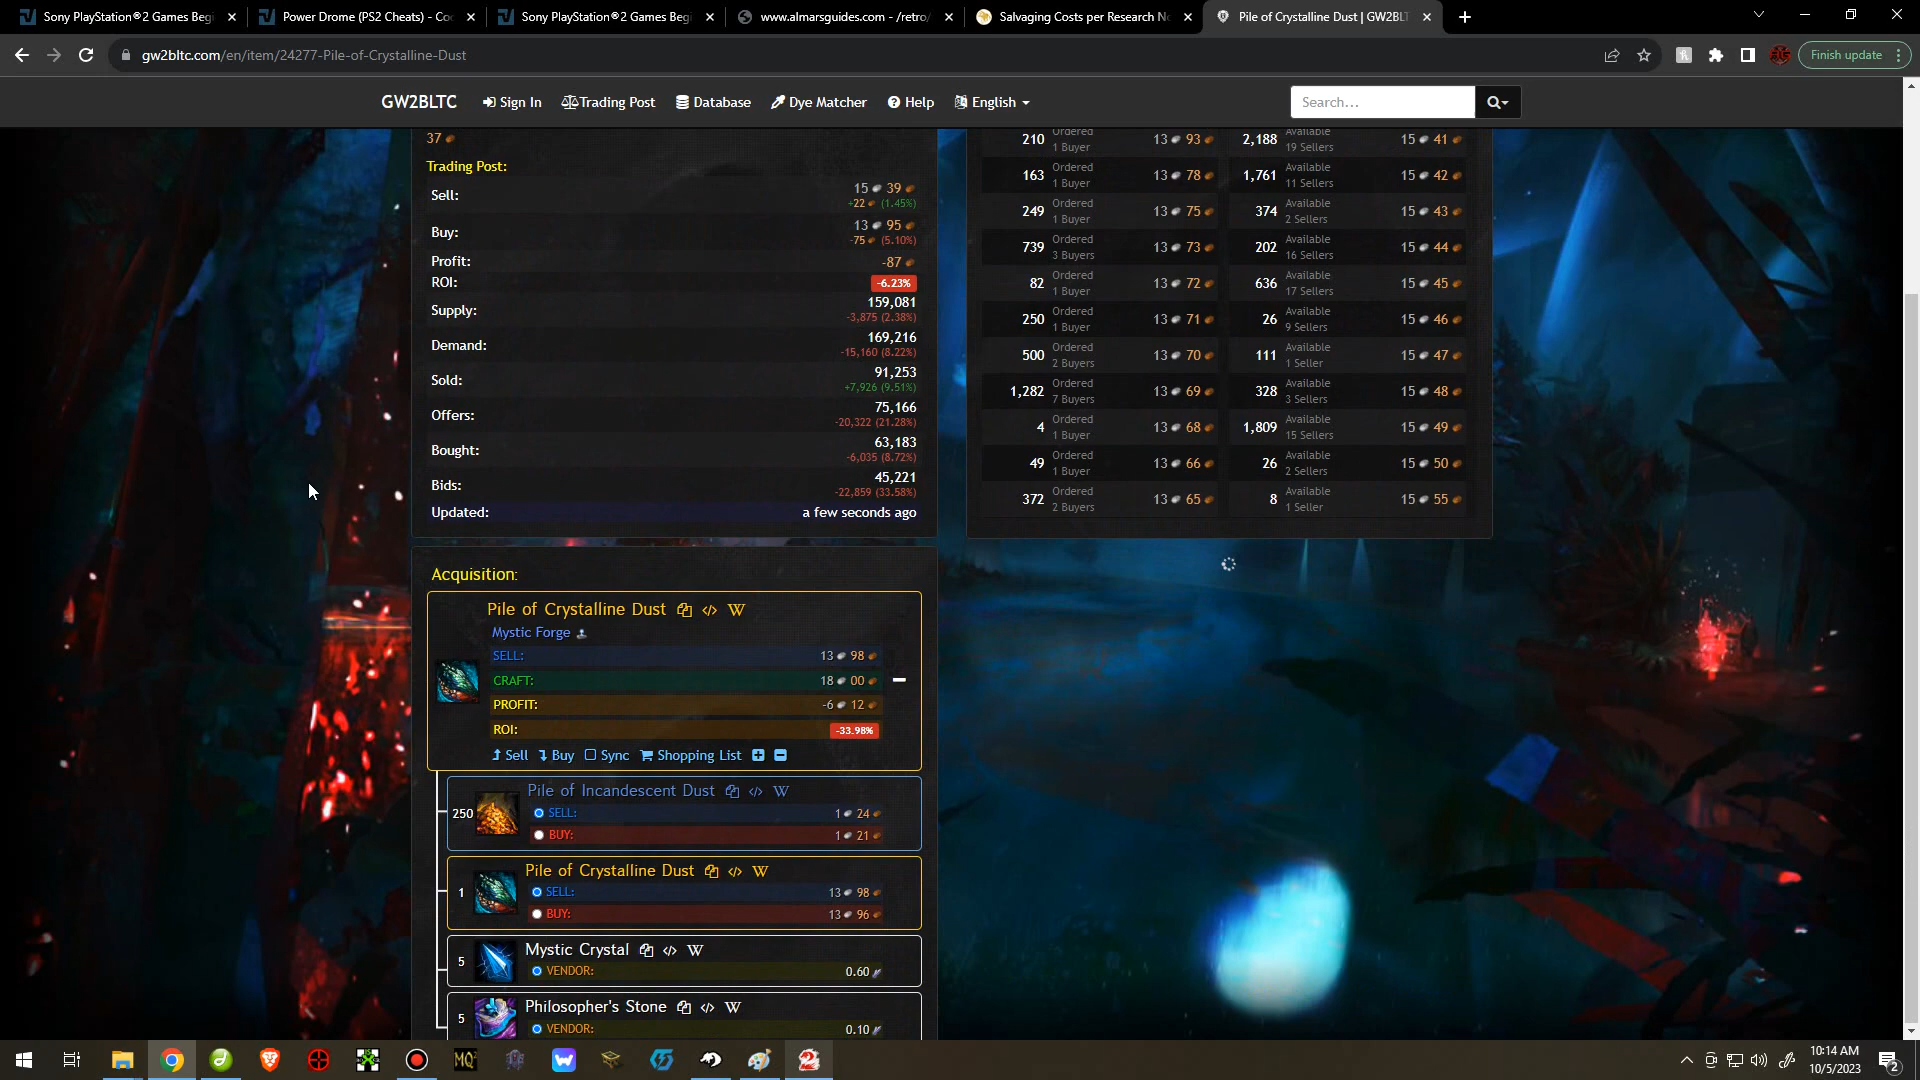 Sony PlayStation®2 Games Begi
Power Drome (PS2 Cheats) - Co
Sony PlayStation®2 Games Begi
www.almarsguides.com - /retro/
Salvaging Costs per Research No
Pile of Crystalline Dust | GW2BLT
gw2bltc.com/en/item/24277-Pile-of-Crystalline-Dust
Finish update
GW2BLTC Sign In Trading Post Database Dye Matcher Help English Search...
37
Trading Post:
Sell: 15 39
+22 (1.45%)
Buy: 13 95
-75 (5.10%)
Profit: -87
ROI: -6.23%
Supply: 159,081
-3,875 (2.38%)
Demand: 169,216
-15,160 (8.22%)
Sold: 91,253
+7,926 (9.51%)
Offers: 75,166
-20,322 (21.28%)
Bought: 63,183
-6,035 (8.72%)
Bids: 45,221
-22,859 (33.58%)
Updated: a few seconds ago
210 Ordered 1 Buyer 13 93 2,188 Available 19 Sellers 15 41
163 Ordered 1 Buyer 13 78 1,761 Available 11 Sellers 15 42
249 Ordered 1 Buyer 13 75 374 Available 2 Sellers 15 43
739 Ordered 3 Buyers 13 73 202 Available 16 Sellers 15 44
82 Ordered 1 Buyer 13 72 636 Available 17 Sellers 15 45
250 Ordered 1 Buyer 13 71 26 Available 9 Sellers 15 46
500 Ordered 2 Buyers 13 70 111 Available 1 Seller 15 47
1,282 Ordered 7 Buyers 13 69 328 Available 3 Sellers 15 48
4 Ordered 1 Buyer 13 68 1,809 Available 15 Sellers 15 49
49 Ordered 1 Buyer 13 66 26 Available 2 Sellers 15 50
372 Ordered 2 Buyers 13 65 8 Available 1 Seller 15 55
Acquisition:
Pile of Crystalline Dust W
Mystic Forge
SELL: 13 98
CRAFT: 18 00
PROFIT: -6 12
ROI: -33.98%
Sell Buy Sync Shopping List
250 Pile of Incandescent Dust W
SELL: 1 24
BUY: 1 21
1 Pile of Crystalline Dust W
SELL: 13 98
BUY: 13 96
5 Mystic Crystal W
VENDOR: 0.60
5 Philosopher's Stone W
VENDOR: 0.10
MQ2
10:14 AM
10/5/2023
2